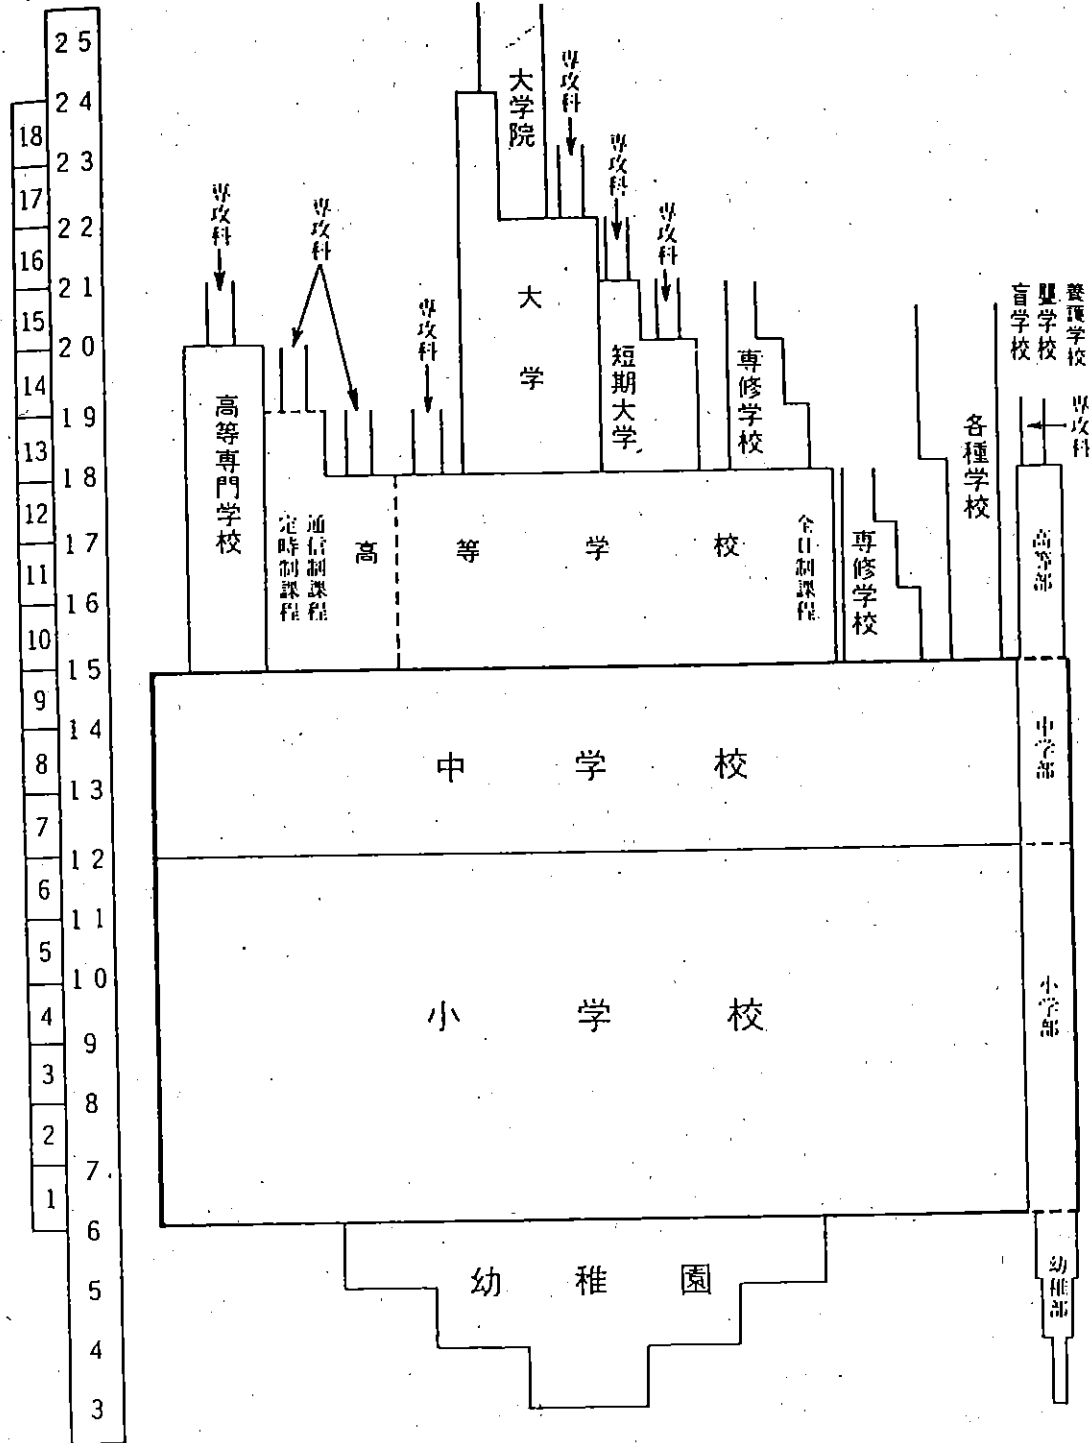 25
24
23
22
21
20
19
18
17
16
15
14
13
12
11
10
9
8
7
6
5
4
3
18
17
16
15
14
13
12
11
10
9
8
7
6
5
4
3
2
1
大学院
専攻科
専攻科
専攻科
専攻科
専攻科
専攻科
大学
短期大学
専修学校
高等専門学校
定時制課程
通信制課程
高等学校
全日制課程
専修学校
各種学校
盲学校
聾学校
養護学校
専攻科
高等部
中学校
中学部
小学校
小学部
幼稚園
幼稚部